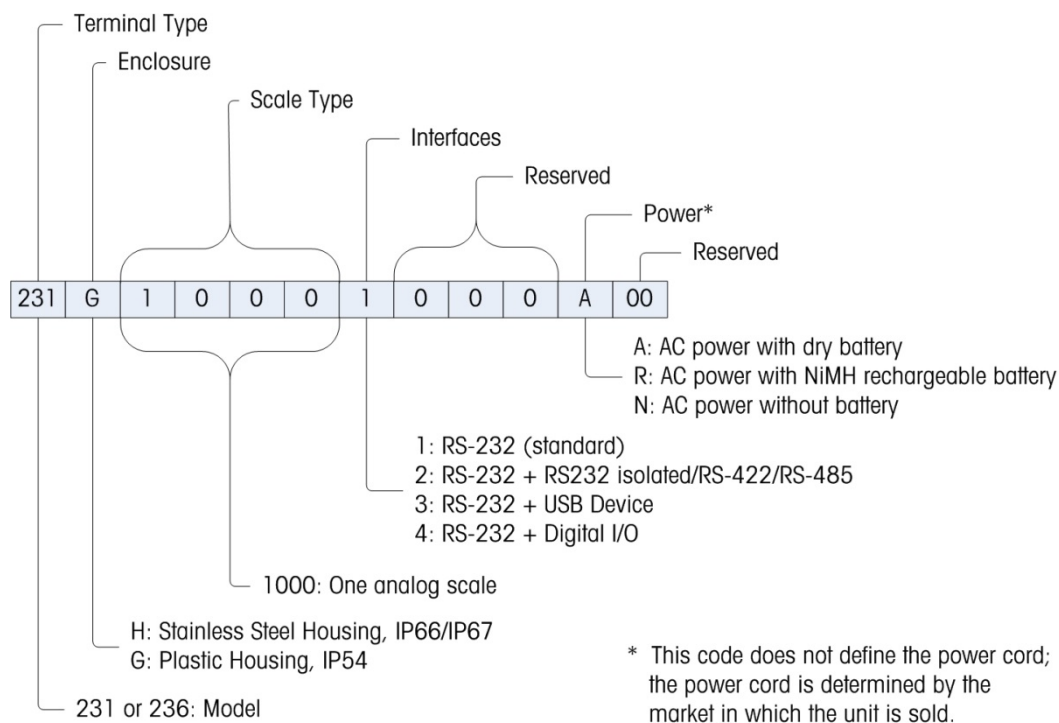 Terminal Type
Enclosure
Scale Type
Interfaces
Reserved
Power*
Reserved
231 G 1 0 0 0 1 0 0 0 A 00
A: AC power with dry battery
R: AC power with NiMH rechargeable battery
N: AC power without battery
1: RS-232 (standard)
2: RS-232 + RS232 isolated/RS-422/RS-485
3: RS-232 + USB Device
4: RS-232 + Digital I/O
1000: One analog scale
H: Stainless Steel Housing, IP66/IP67
G: Plastic Housing, IP54
231 or 236: Model
* This code does not define the power cord;
the power cord is determined by the
market in which the unit is sold.